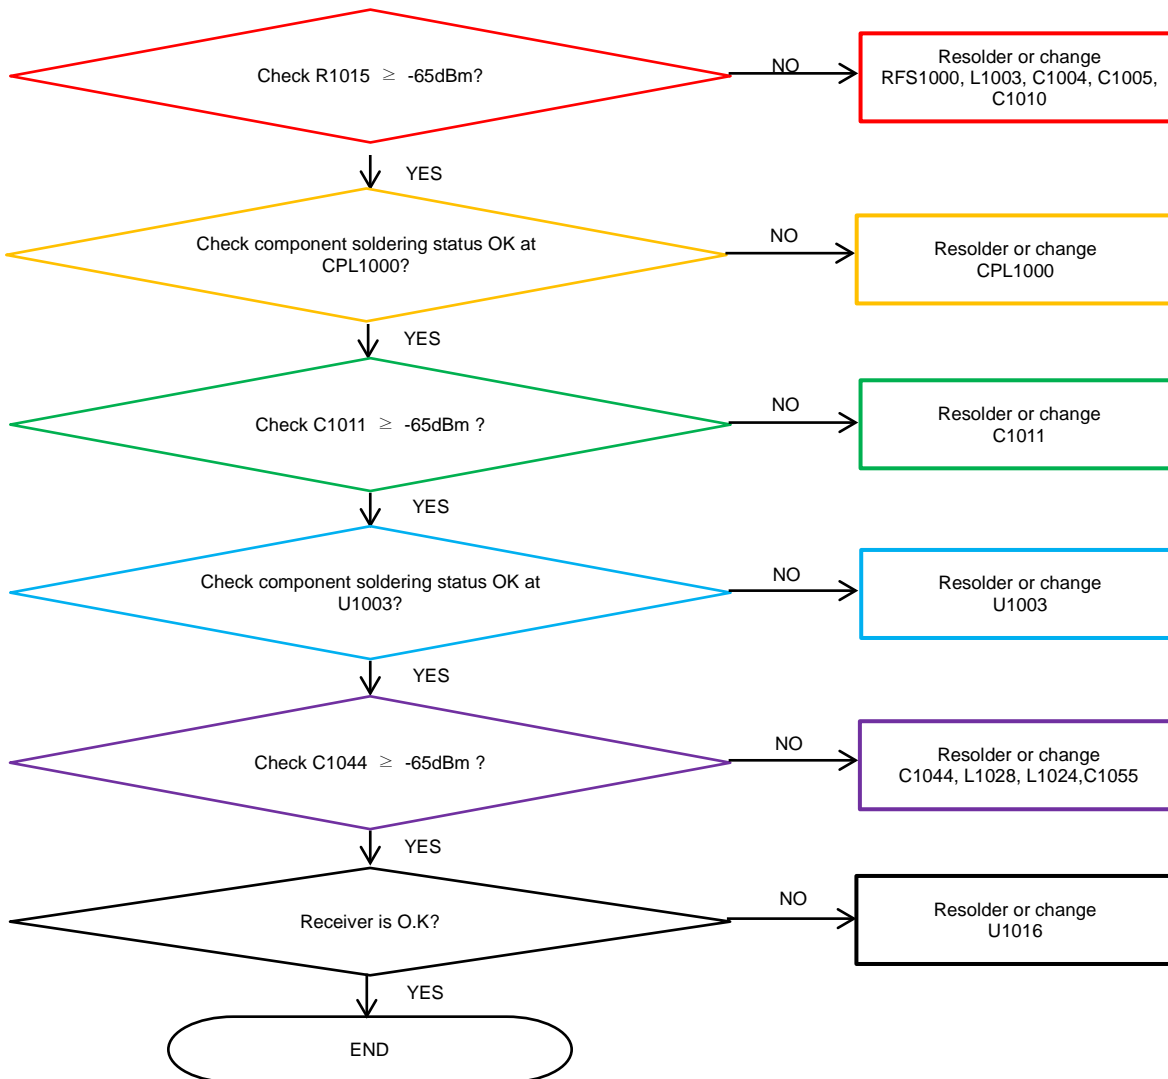 Check R1015 ≥ -65dBm?
NO
Resolder or change
RFS1000, L1003, C1004, C1005,
C1010
YES
Check component soldering status OK at
CPL1000?
NO
Resolder or change
CPL1000
YES
Check C1011 ≥ -65dBm ?
NO
Resolder or change
C1011
YES
Check component soldering status OK at
U1003?
NO
Resolder or change
U1003
YES
Check C1044 ≥ -65dBm ?
NO
Resolder or change
C1044, L1028, L1024,C1055
YES
Receiver is O.K?
NO
Resolder or change
U1016
YES
END